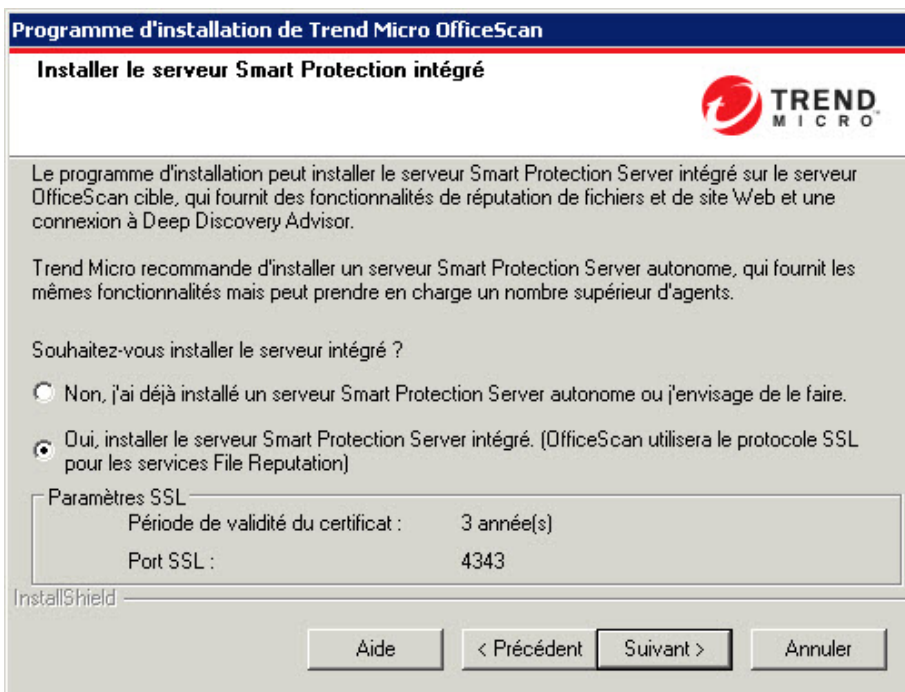 Programme d'installation de Trend Micro OfficeScan
Installer le serveur Smart Protection intégré
TREND
MICRO
Le programme d'installation peut installer le serveur Smart Protection Server intégré sur le serveur
OfficeScan cible, qui fournit des fonctionnalités de réputation de fichiers et de site Web et une
connexion à Deep Discovery Advisor.
Trend Micro recommande d'installer un serveur Smart Protection Server autonome, qui fournit les
mêmes fonctionnalités mais peut prendre en charge un nombre supérieur d'agents.
Souhaitez-vous installer le serveur intégré ?
Non, j'ai déjà installé un serveur Smart Protection Server autonome ou j'envisage de le faire.
Oui, installer le serveur Smart Protection Server intégré. (OfficeScan utilisera le protocole SSL
pour les services File Reputation)
Paramètres SSL
Période de validité du certificat : 3 année(s)
Port SSL : 4343
InstallShield
Aide < Précédent Suivant > Annuler